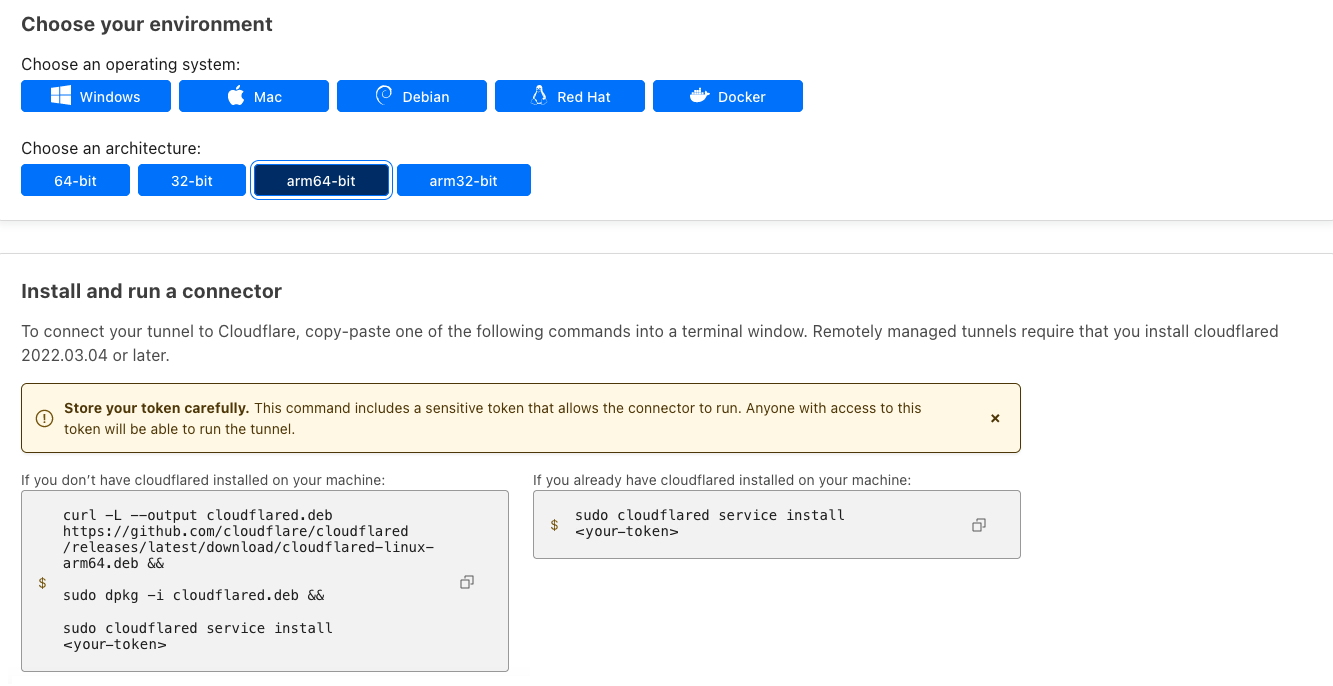 Choose your environment
Choose an operating system:
Windows
Mac
Debian
Red Hat
Docker
Choose an architecture:
64-bit
32-bit
arm64-bit
arm32-bit
Install and run a connector
To connect your tunnel to Cloudflare, copy-paste one of the following commands into a terminal window. Remotely managed tunnels require that you install cloudflared
2022.03.04 or later.
Store your token carefully. This command includes a sensitive token that allows the connector to run. Anyone with access to this
token will be able to run the tunnel.
If you don’t have cloudflared installed on your machine:
$
curl -L --output cloudflared.deb
https://github.com/cloudflare/cloudflared
/releases/latest/download/cloudflared-linux-
arm64.deb &&
sudo dpkg -i cloudflared.deb &&
sudo cloudflared service install
<your-token>
If you already have cloudflared installed on your machine:
$
sudo cloudflared service install
<your-token>